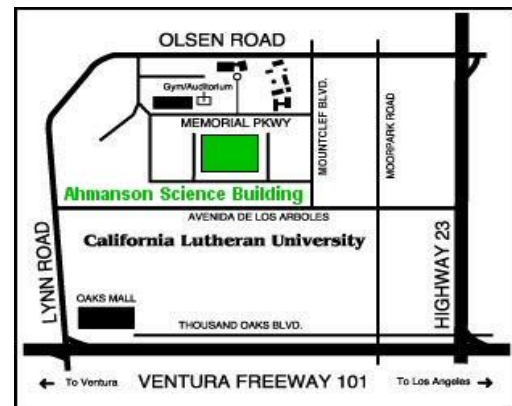 OLSEN ROAD
Gym/Auditorium
MOUNTCLEF BLVD.
MOORPARK ROAD
MEMORIAL PKWY
Ahmanson Science Building
AVENIDA DE LOS ARBOLES
California Lutheran University
LYNN ROAD
HIGHWAY 23
OAKS MALL
THOUSAND OAKS BLVD.
← To Ventura VENTURA FREEWAY 101 To Los Angeles →